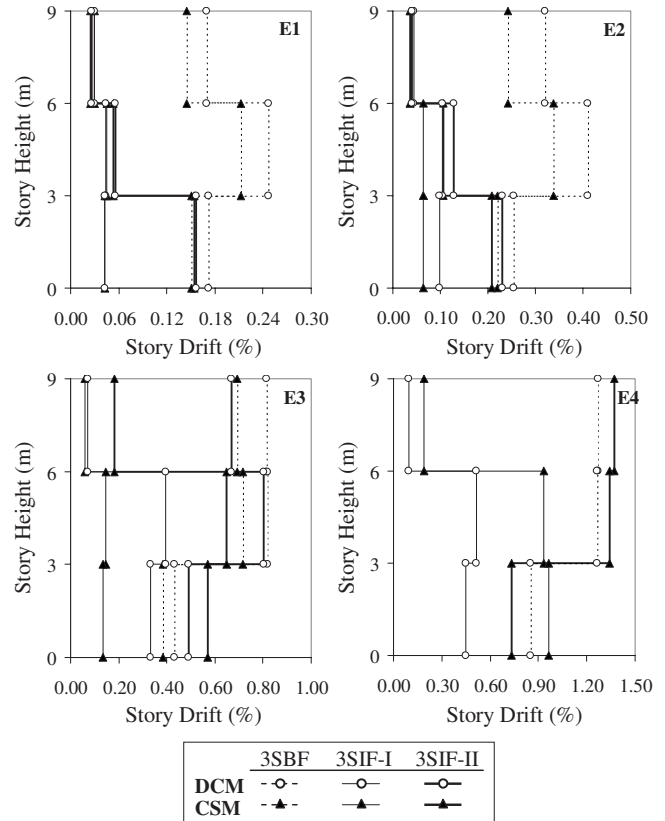 E1
Story Height (m)
9
6
3
0
0.00 0.06 0.12 0.18 0.24 0.30
Story Drift (%)
E2
Story Height (m)
9
6
3
0
0.00 0.10 0.20 0.30 0.40 0.50
Story Drift (%)
E3
Story Height (m)
9
6
3
0
0.00 0.20 0.40 0.60 0.80 1.00
Story Drift (%)
E4
Story Height (m)
9
6
3
0
0.00 0.30 0.60 0.90 1.20 1.50
Story Drift (%)
3SBF 3SIF-I 3SIF-II
DCM
CSM